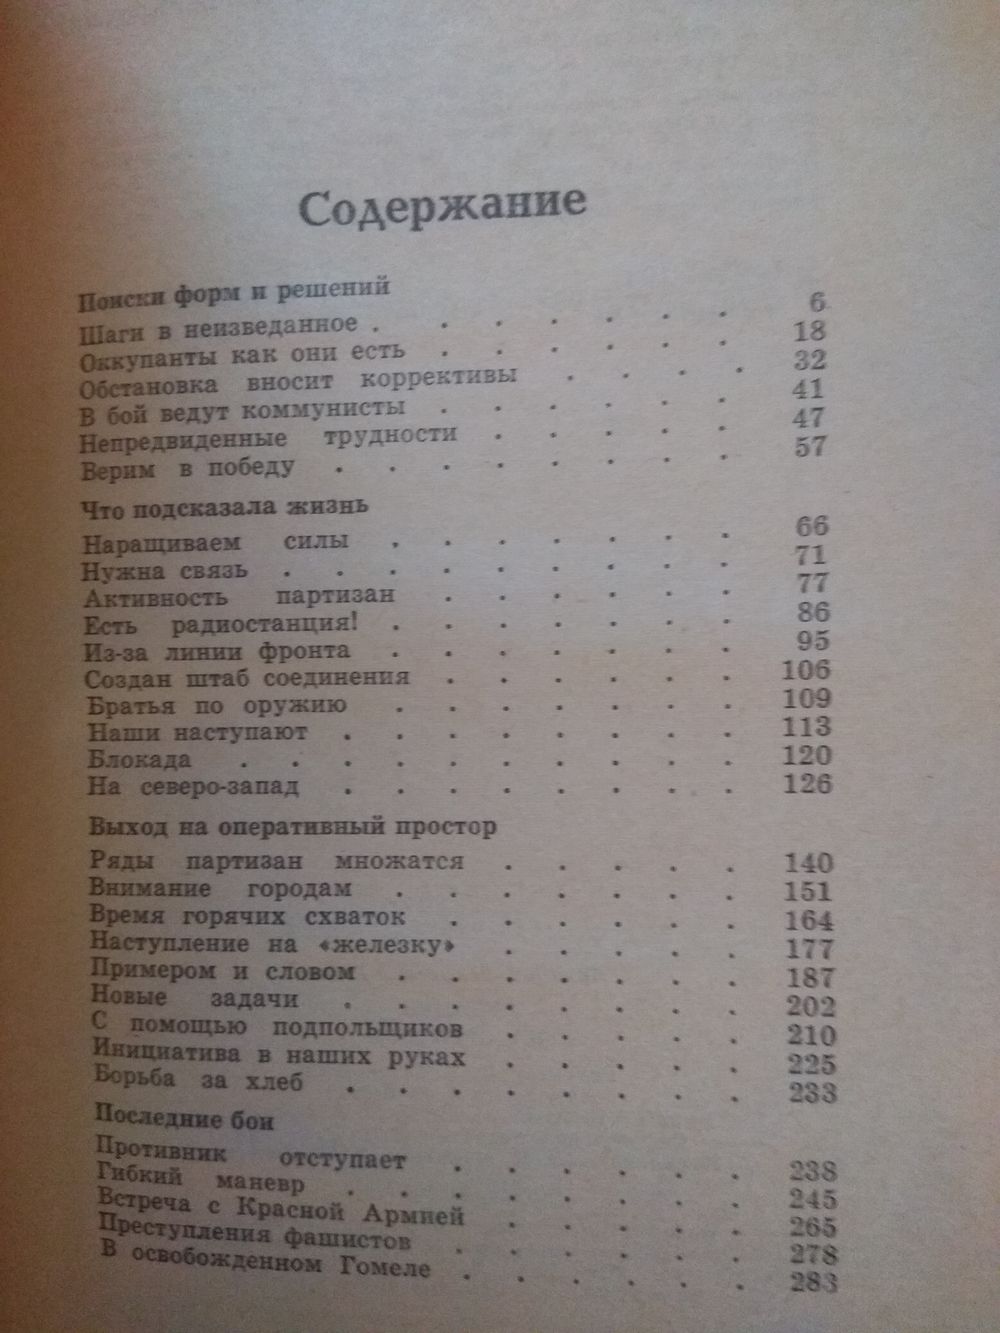 Содержание
Поиски форм и решений
Шаги в неизведанное . . . . . . . 6
Оккупанты как они есть . . . . . . 18
Обстановка вносит коррективы . . . . 32
В бой ведут коммунисты . . . . . . 41
Непредвиденные трудности . . . . . 47
Верим в победу . . . . . . . . 57
Что подсказала жизнь
Наращиваем силы . . . . . . . 66
Нужна связь . . . . . . . . . 71
Активность партизан . . . . . . 77
Есть радиостанция! . . . . . . . 86
Из-за линии фронта . . . . . . . 95
Создан штаб соединения . . . . . . 106
Братья по оружию . . . . . . . 109
Наши наступают . . . . . . . . 113
Блокада . . . . . . . . . . 120
На северо-запад . . . . . . . . 126
Выход на оперативный простор
Ряды партизан множатся . . . . . 140
Внимание городам . . . . . . . 151
Время горячих схваток . . . . . . 164
Наступление на «железку» . . . . . 177
Примером и словом . . . . . . . 187
Новые задачи . . . . . . . . 202
С помощью подпольщиков . . . . . 210
Инициатива в наших руках . . . . . 225
Борьба за хлеб . . . . . . . . 233
Последние бои
Противник отступает . . . . . . 238
Гибкий маневр . . . . . . . . 245
Встреча с Красной Армией . . . . . 265
Преступления фашистов . . . . . . 278
В освобожденном Гомеле . . . . . . 283